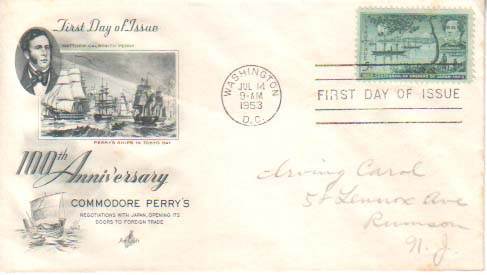 First Day of Issue
MATTHEW CALBRAITH PERRY
PERRY'S SHIPS IN TOKYO BAY
100th Anniversary
COMMODORE PERRY'S
NEGOTIATIONS WITH JAPAN, OPENING ITS
DOORS TO FOREIGN TRADE
ArtCraft
WASHINGTON
JUL 14
9-AM
1953
D.C.
FIRST DAY OF ISSUE
Irving Carol
Lennox Ave
Rumson
N. J.